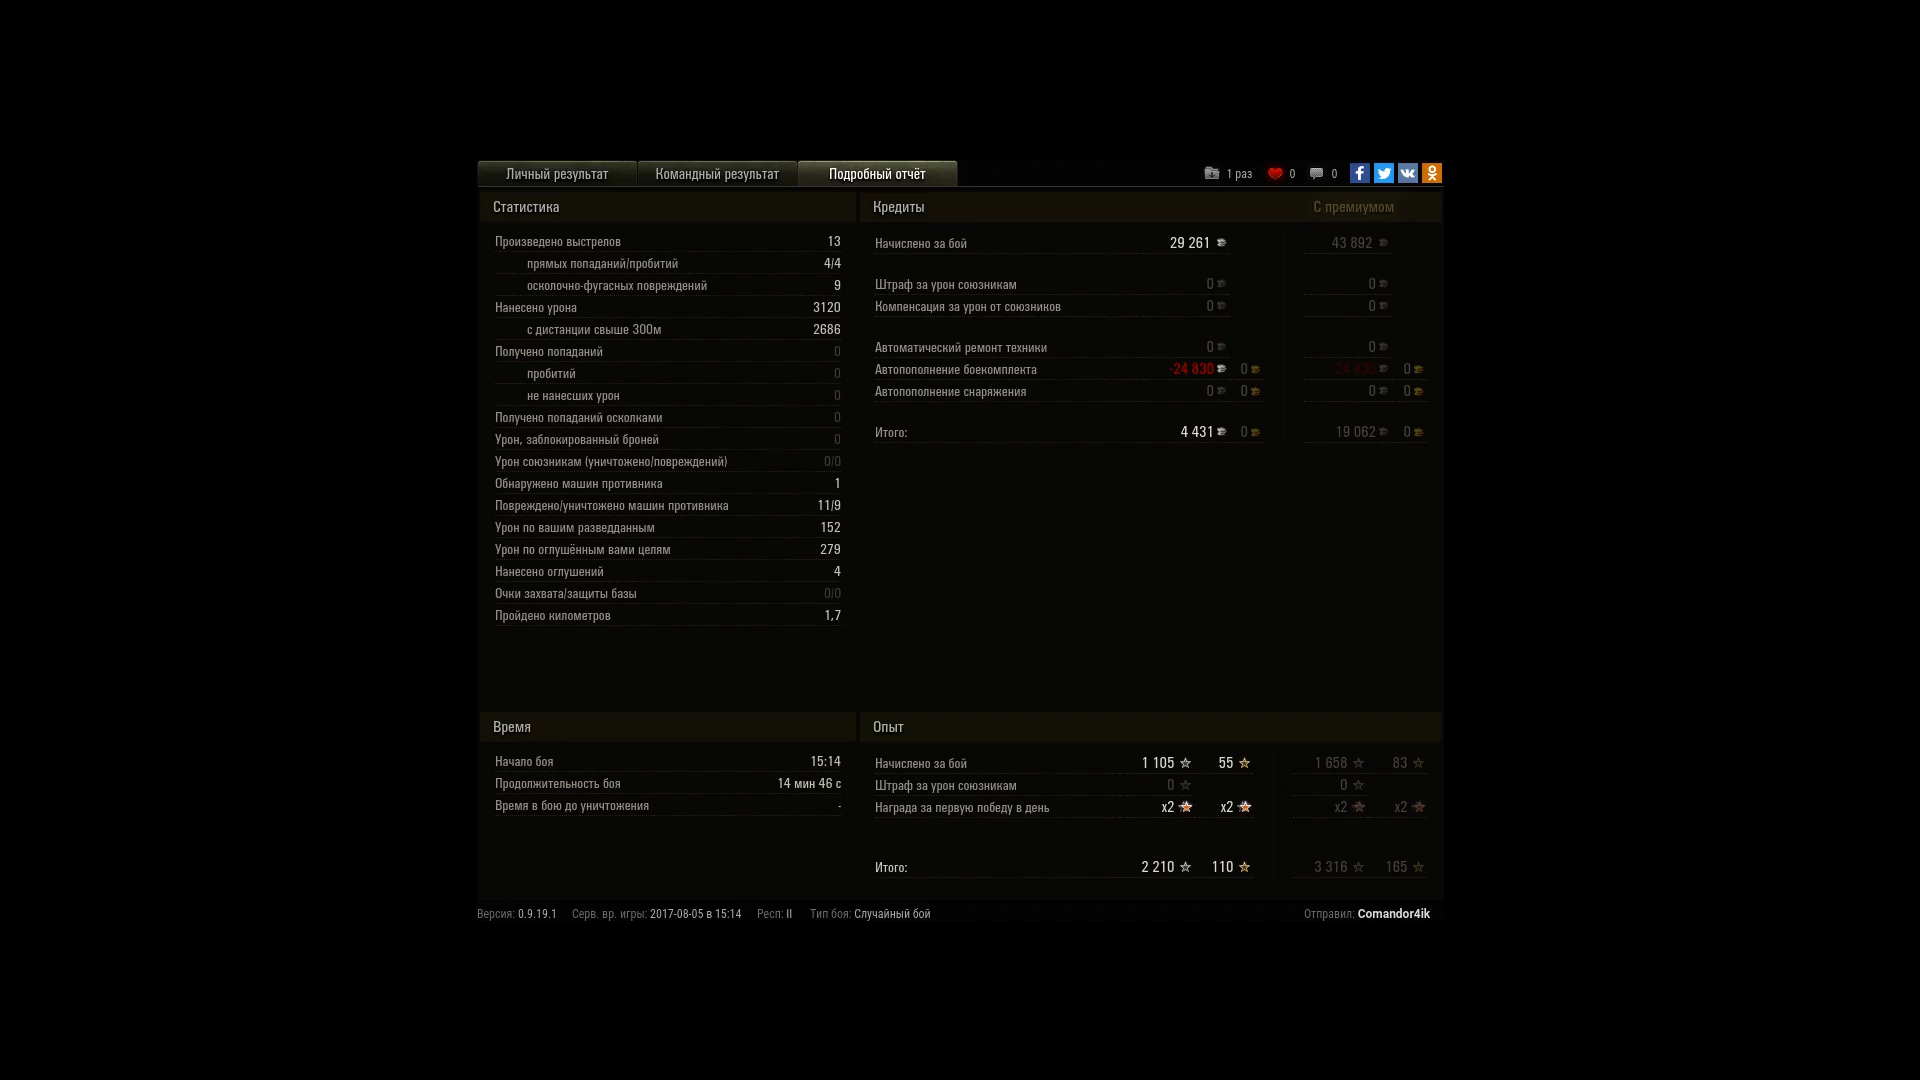 Личный результат Командный результат Подробный отчёт 1 раз 0 0
Статистика
Произведено выстрелов 13
прямых попаданий/пробитий 4/4
осколочно-фугасных повреждений 9
Нанесено урона 3120
с дистанции свыше 300м 2686
Получено попаданий 0
пробитий 0
не нанесших урон 0
Получено попаданий осколками 0
Урон, заблокированный броней 0
Урон союзникам (уничтожено/повреждений) 0/0
Обнаружено машин противника 1
Повреждено/уничтожено машин противника 11/9
Урон по вашим разведданным 152
Урон по оглушённым вами целям 279
Нанесено оглушений 4
Очки захвата/защиты базы 0/0
Пройдено километров 1,7
Кредиты С премиумом
Начислено за бой 29 261 43 892
Штраф за урон союзникам 0 0
Компенсация за урон от союзников 0 0
Автоматический ремонт техники 0 0
Автопополнение боекомплекта -24 830 0 -24 830 0
Автопополнение снаряжения 0 0 0 0
Итого: 4 431 0 19 062 0
Время
Начало боя 15:14
Продолжительность боя 14 мин 46 с
Время в бою до уничтожения -
Опыт
Начислено за бой 1 105 55 1 658 83
Штраф за урон союзникам 0 0
Награда за первую победу в день x2 x2 x2 x2
Итого: 2 210 110 3 316 165
Версия: 0.9.19.1 Серв. вр. игры: 2017-08-05 в 15:14 Респ: II Тип боя: Случайный бой Отправил: Comandor4ik